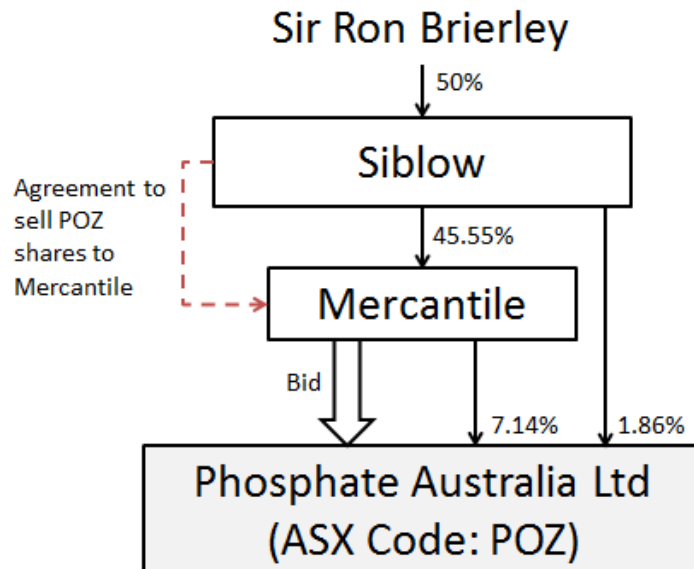 Sir Ron Brierley
50%
Siblow
Agreement to
sell POZ
shares to
Mercantile
45.55%
Mercantile
Bid
7.14%
1.86%
Phosphate Australia Ltd
(ASX Code: POZ)